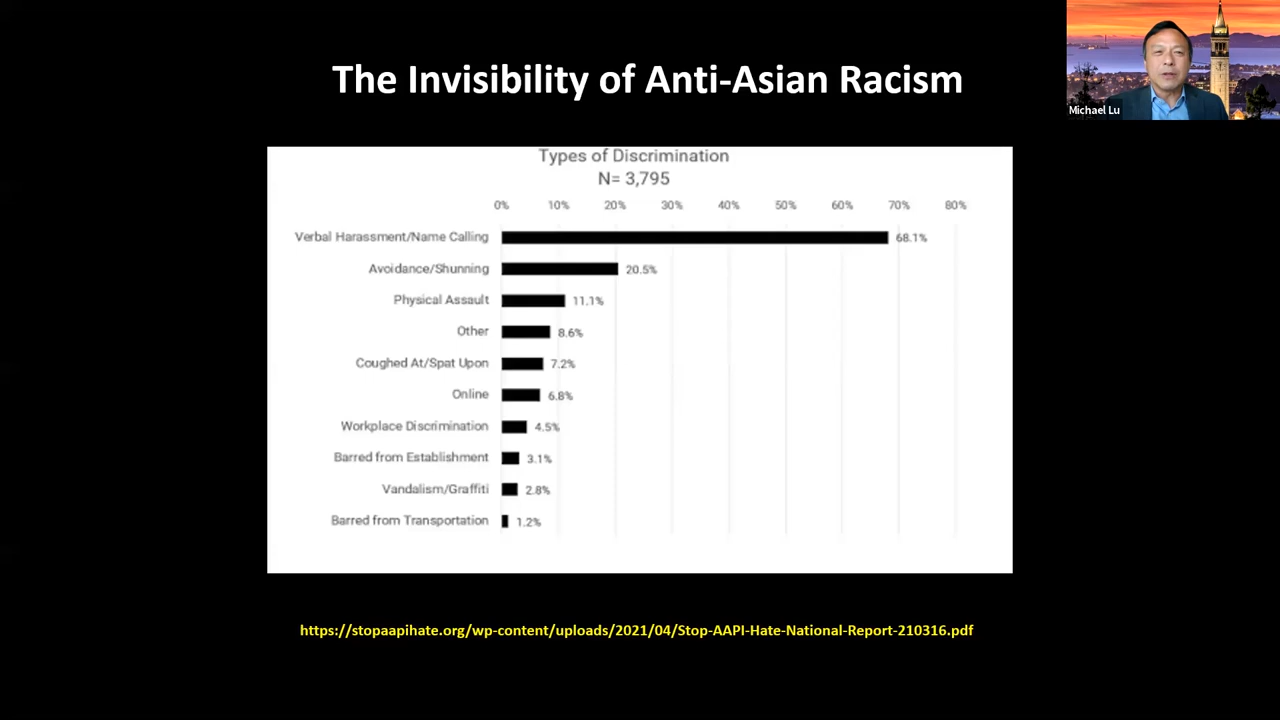 The Invisibility of Anti-Asian Racism
Michael Lu
Types of Discrimination
N= 3,795
0% 10% 20% 30% 40% 50% 60% 70% 80%
Verbal Harassment/Name Calling 68.1%
Avoidance/Shunning 20.5%
Physical Assault 11.1%
Other 8.6%
Coughed At/Spat Upon 7.2%
Online 6.8%
Workplace Discrimination 4.5%
Barred from Establishment 3.1%
Vandalism/Graffiti 2.8%
Barred from Transportation 1.2%
https://stopaapihate.org/wp-content/uploads/2021/04/Stop-AAPI-Hate-National-Report-210316.pdf